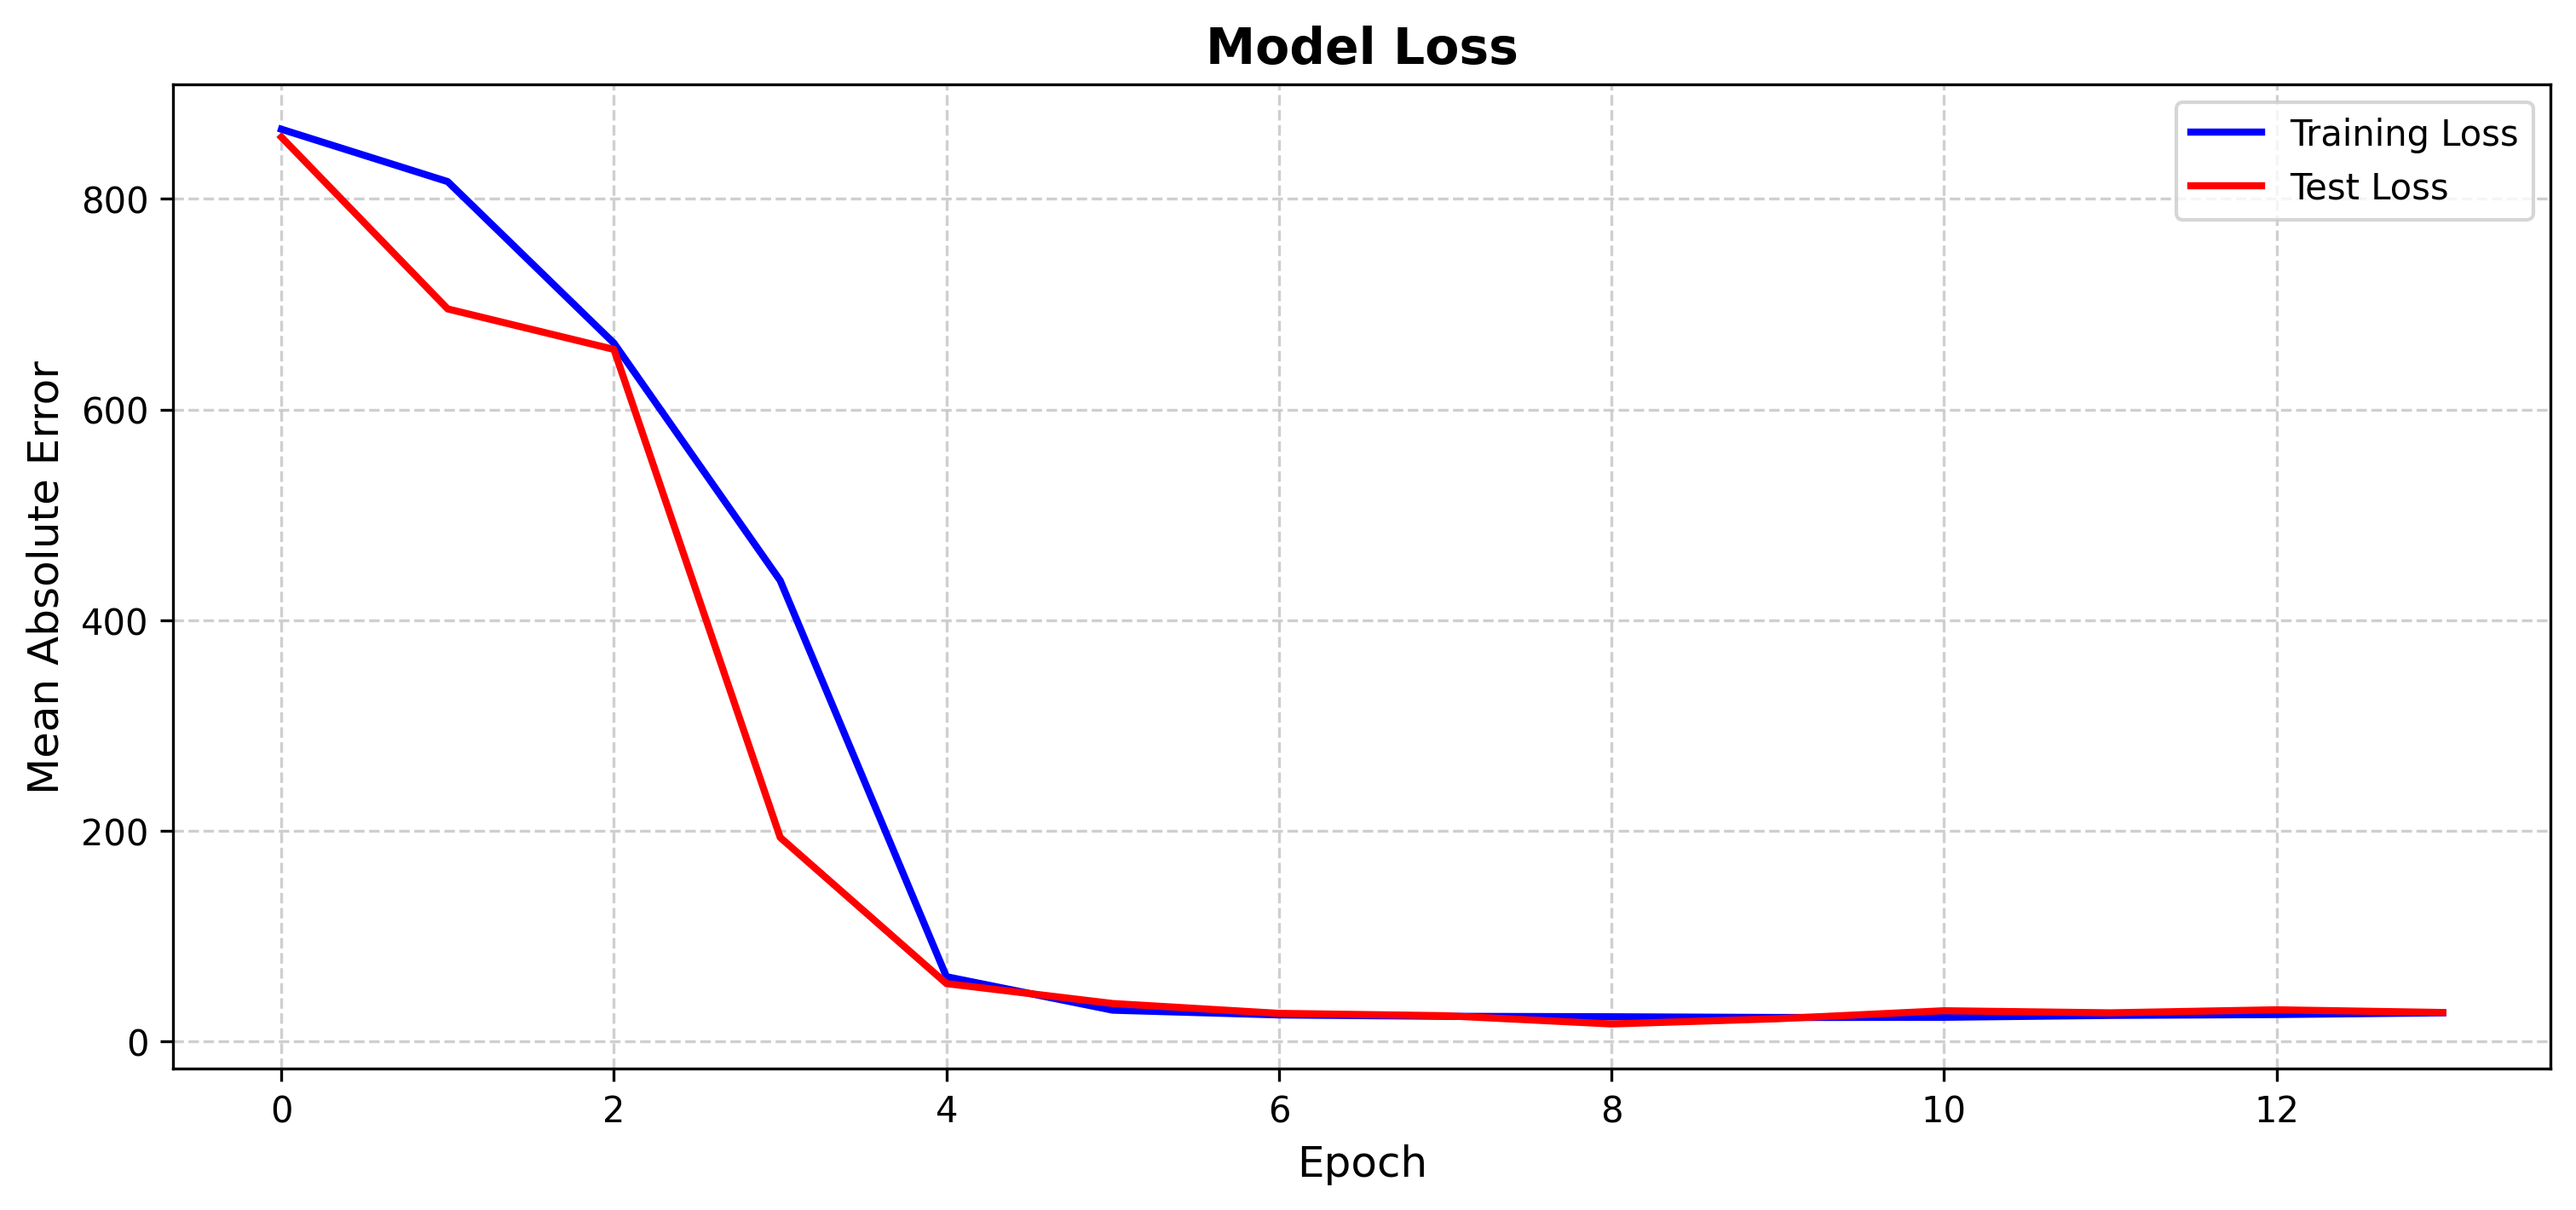 Model Loss
Training Loss
Test Loss
Mean Absolute Error
800
600
400
200
0
0 2 4 6 8 10 12
Epoch